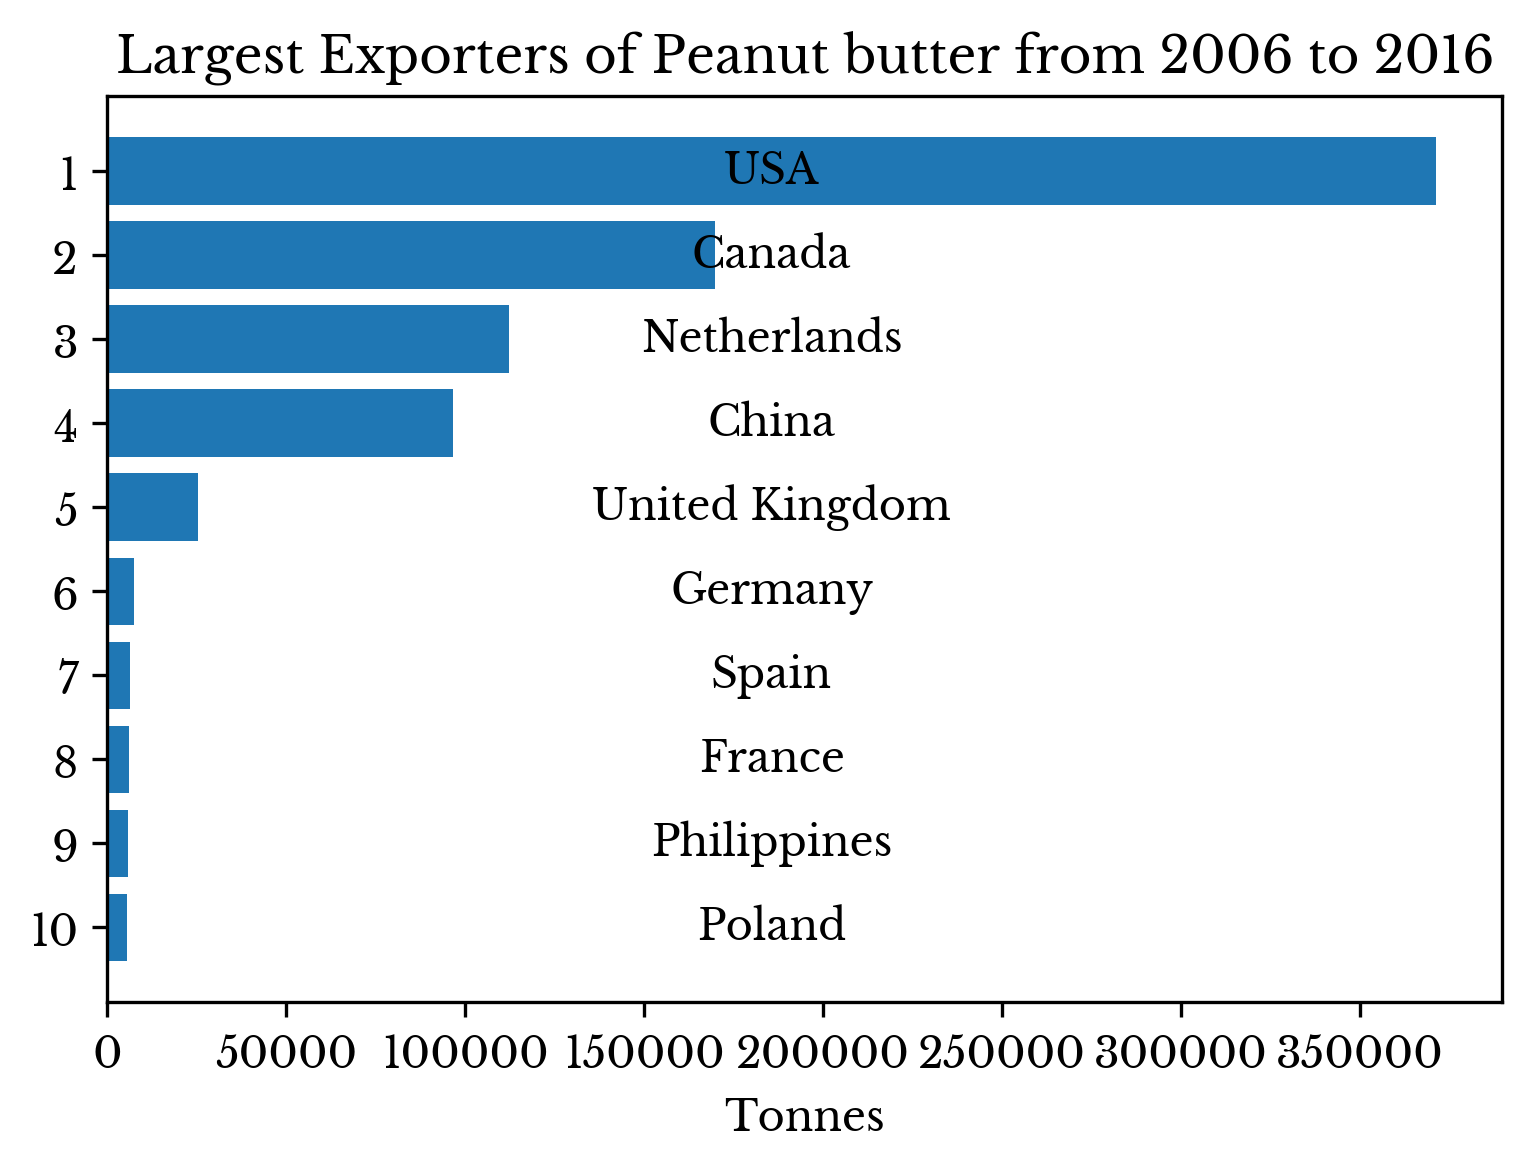 Largest Exporters of Peanut butter from 2006 to 2016
1 USA
2 Canada
3 Netherlands
4 China
5 United Kingdom
6 Germany
7 Spain
8 France
9 Philippines
10 Poland
0 50000 100000 150000 200000 250000 300000 350000
Tonnes